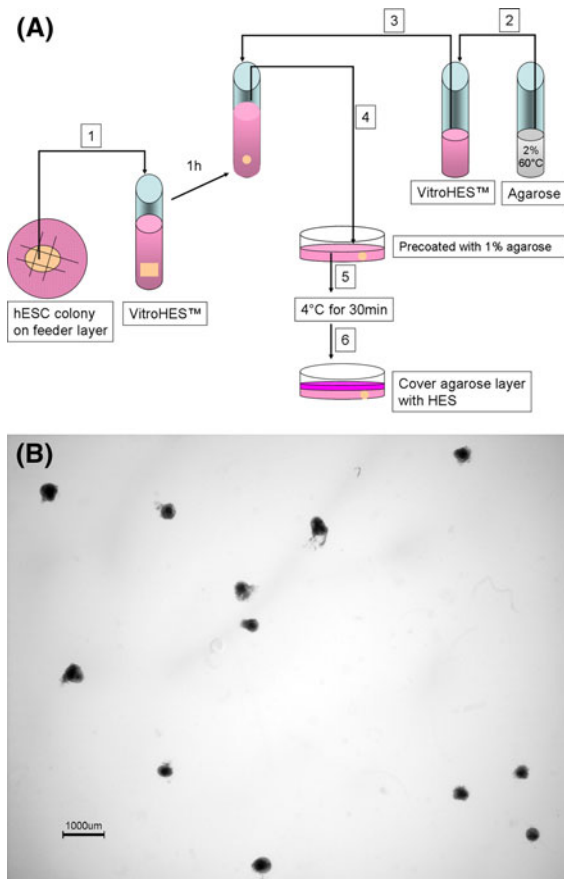 (A)
3
2
1
4
1h
2%
60°C
VitroHES™
Agarose
Precoated with 1% agarose
5
hESC colony
on feeder layer
VitroHES™
4°C for 30min
6
Cover agarose layer
with HES
(B)
1000um